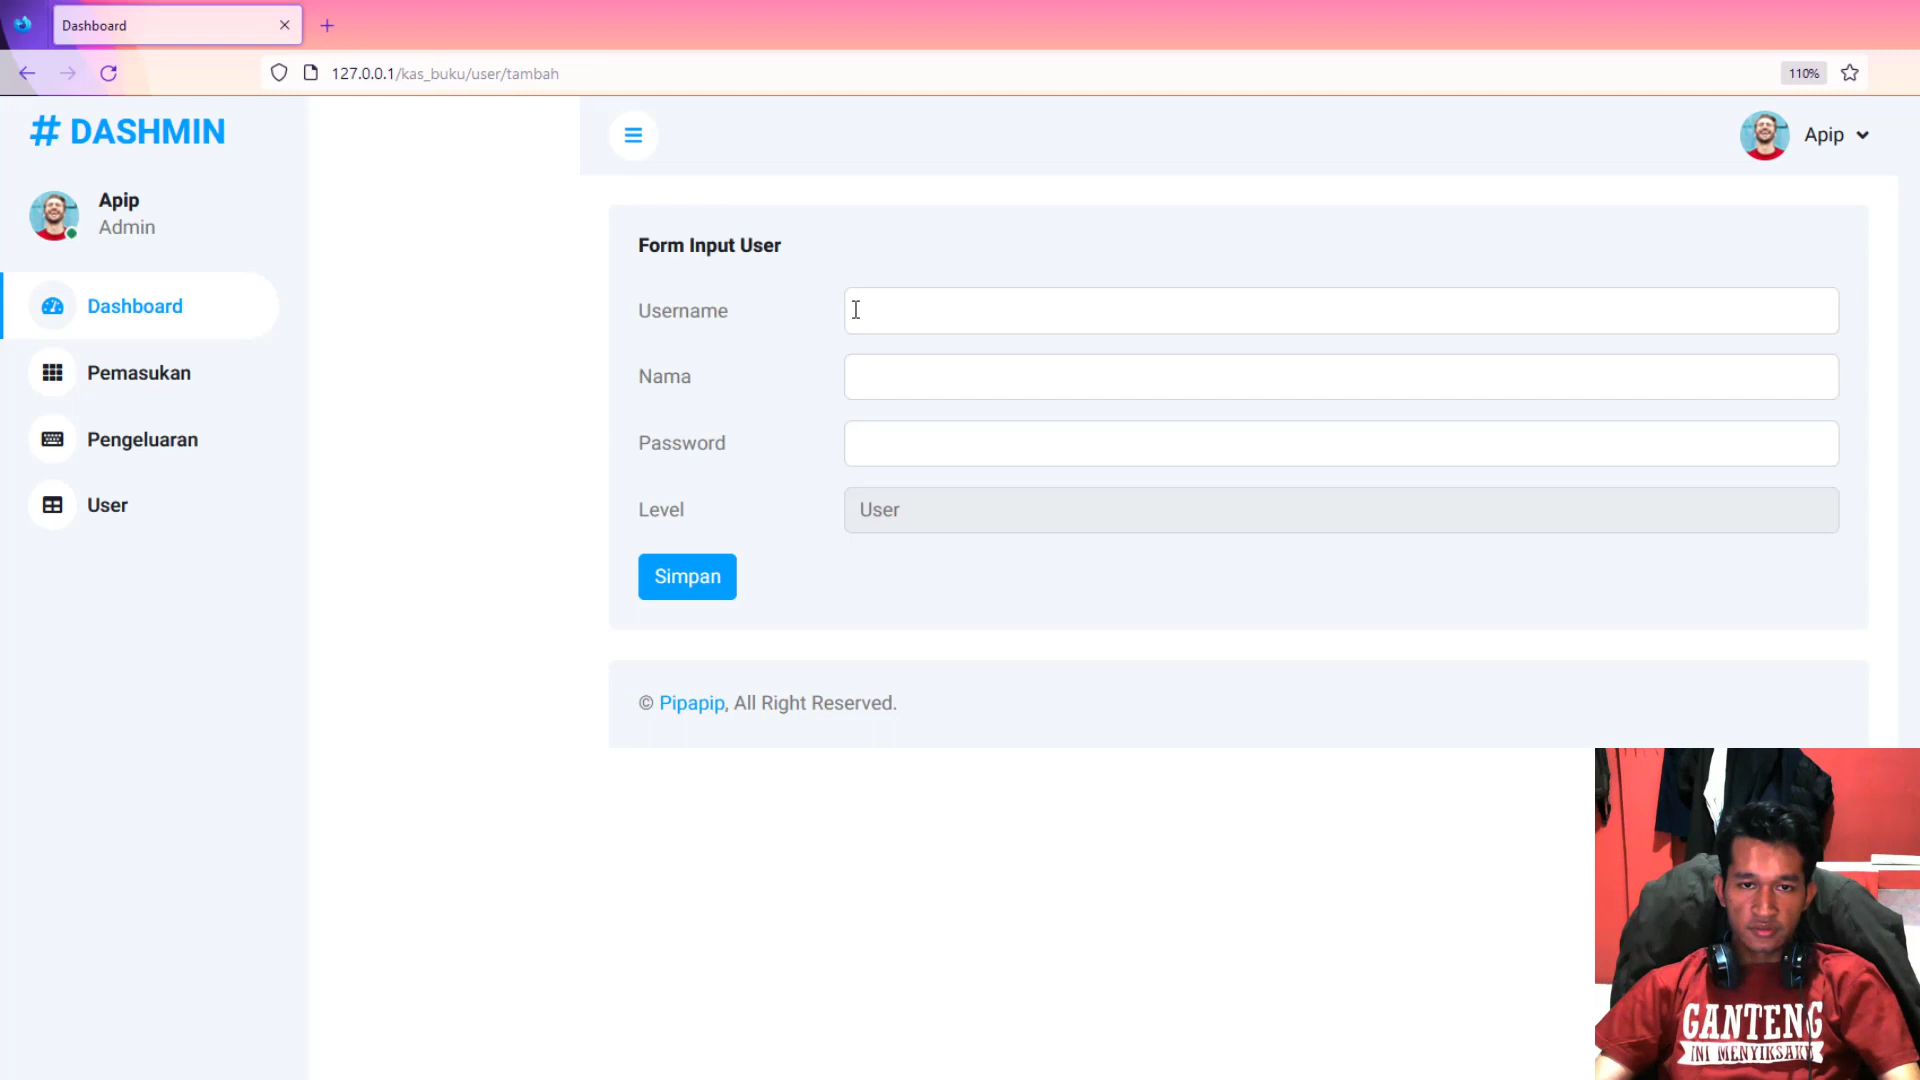 Dashboard
127.0.0.1/kas_buku/user/tambah
110%
# DASHMIN
Apip
Apip
Admin
Form Input User
Dashboard
Username
Pemasukan
Nama
Pengeluaran
Password
User
Level
User
Simpan
© Pipapip, All Right Reserved.
GANTENG
INI MENYIKSAKU